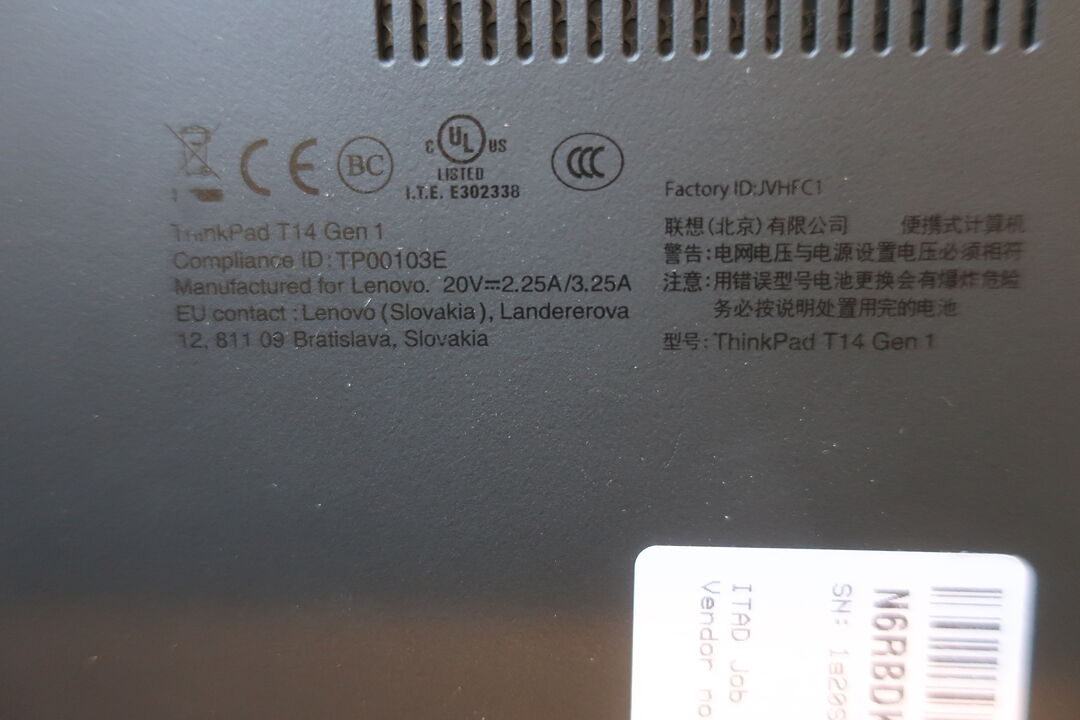 CE
BC
C UL US
LISTED
I.T.E. E302338
CCC
ThinkPad T14 Gen 1
Compliance ID: TP00103E
Manufactured for Lenovo. 20V⎓2.25A/3.25A
EU contact : Lenovo (Slovakia), Landererova
12, 811 09 Bratislava, Slovakia
Factory ID:JVHFC1
联想(北京)有限公司 便携式计算机
警告:电网电压与电源设置电压必须相符
注意:用错误型号电池更换会有爆炸危险
务必按说明处置用完的电池
型号: ThinkPad T14 Gen 1
N6RBD
SN: 1s20S
ITAD Job
Vendor no